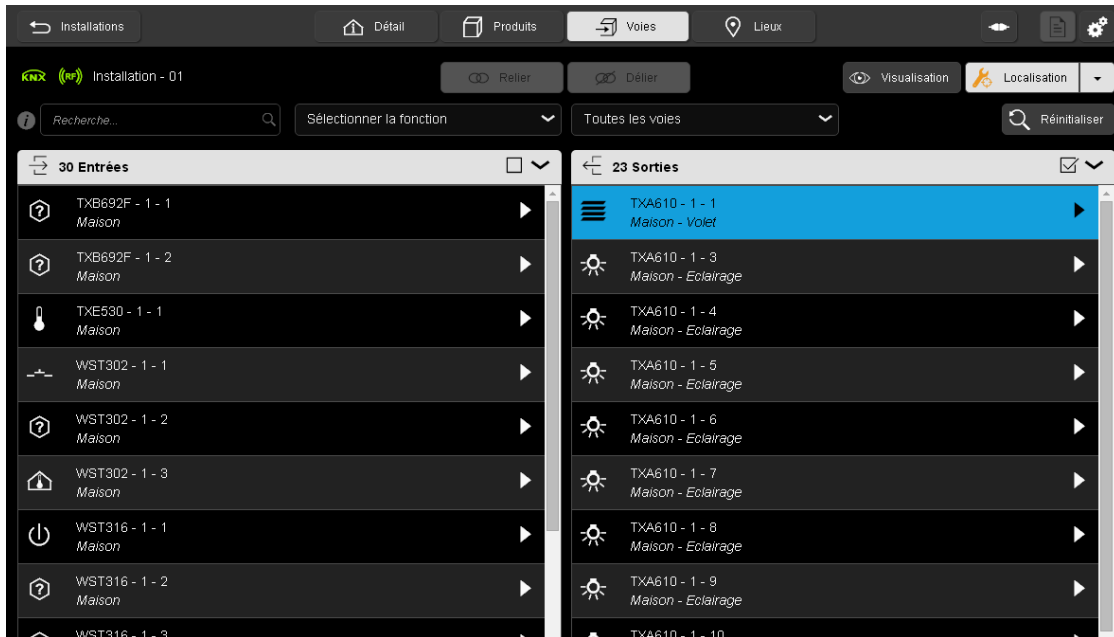 Installations
Détail
Produits
Voies
Lieux
KNX (RF) Installation - 01
Relier
Délier
Visualisation
Localisation
Recherche...
Sélectionner la fonction
Toutes les voies
Réinitialiser
30 Entrées
23 Sorties
TXB692F - 1 - 1
Maison
TXB692F - 1 - 2
Maison
TXE530 - 1 - 1
Maison
WST302 - 1 - 1
Maison
WST302 - 1 - 2
Maison
WST302 - 1 - 3
Maison
WST316 - 1 - 1
Maison
WST316 - 1 - 2
Maison
WST316 - 1 - 3
TXA610 - 1 - 1
Maison - Volet
TXA610 - 1 - 3
Maison - Eclairage
TXA610 - 1 - 4
Maison - Eclairage
TXA610 - 1 - 5
Maison - Eclairage
TXA610 - 1 - 6
Maison - Eclairage
TXA610 - 1 - 7
Maison - Eclairage
TXA610 - 1 - 8
Maison - Eclairage
TXA610 - 1 - 9
Maison - Eclairage
TXA610 - 1 - 10